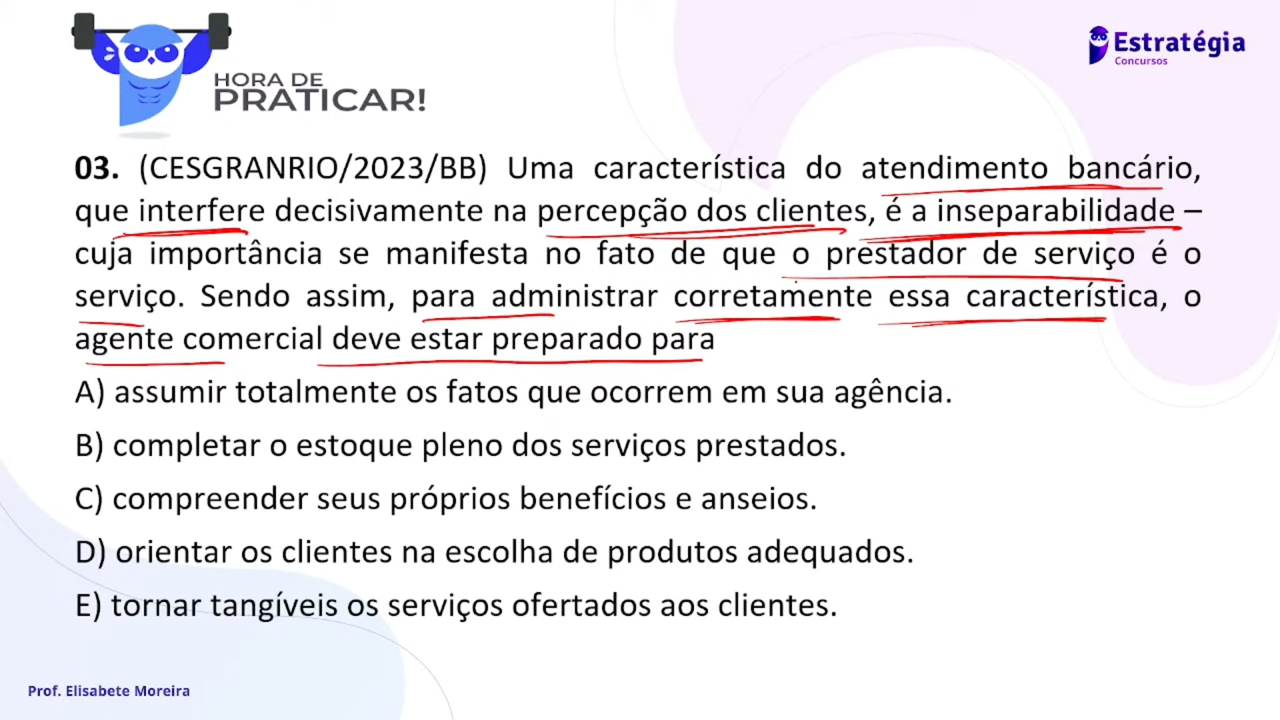 HORA DE
PRATICAR!
Estratégia
Concursos
03. (CESGRANRIO/2023/BB) Uma característica do atendimento bancário,
que interfere decisivamente na percepção dos clientes, é a inseparabilidade –
cuja importância se manifesta no fato de que o prestador de serviço é o
serviço. Sendo assim, para administrar corretamente essa característica, o
agente comercial deve estar preparado para
A) assumir totalmente os fatos que ocorrem em sua agência.
B) completar o estoque pleno dos serviços prestados.
C) compreender seus próprios benefícios e anseios.
D) orientar os clientes na escolha de produtos adequados.
E) tornar tangíveis os serviços ofertados aos clientes.
Prof. Elisabete Moreira